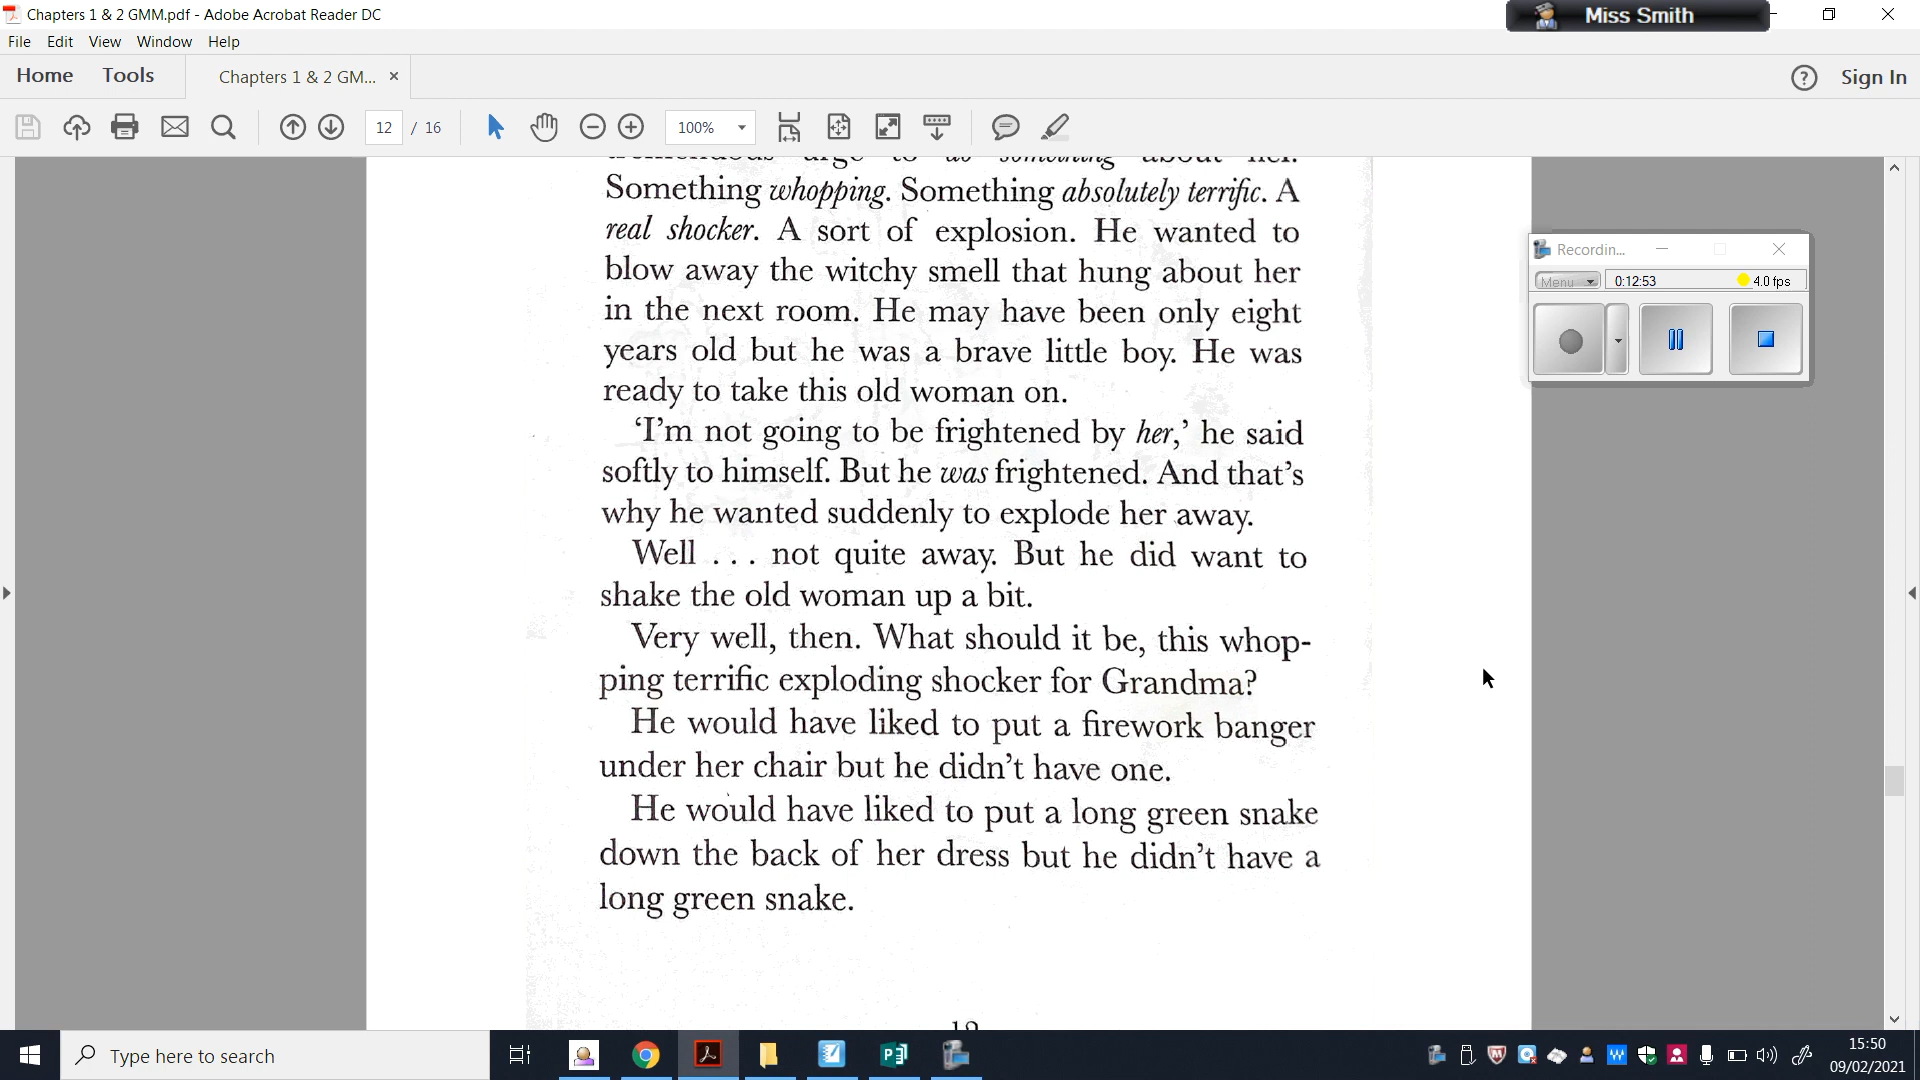 Chapters 1 & 2 GMM.pdf - Adobe Acrobat Reader DC
Miss Smith
File Edit View Window Help
Home Tools Chapters 1 & 2 GM... × Sign In
12 / 16 100%
tremendous urge to do something about her.
Something whopping. Something absolutely terrific. A
real shocker. A sort of explosion. He wanted to
blow away the witchy smell that hung about her
in the next room. He may have been only eight
years old but he was a brave little boy. He was
ready to take this old woman on.
‘I’m not going to be frightened by her,’ he said
softly to himself. But he was frightened. And that’s
why he wanted suddenly to explode her away.
Well . . . not quite away. But he did want to
shake the old woman up a bit.
Very well, then. What should it be, this whop-
ping terrific exploding shocker for Grandma?
He would have liked to put a firework banger
under her chair but he didn’t have one.
He would have liked to put a long green snake
down the back of her dress but he didn’t have a
long green snake.
12
Recordin...
Menu 0:12:53 4.0 fps
Type here to search
15:50
09/02/2021